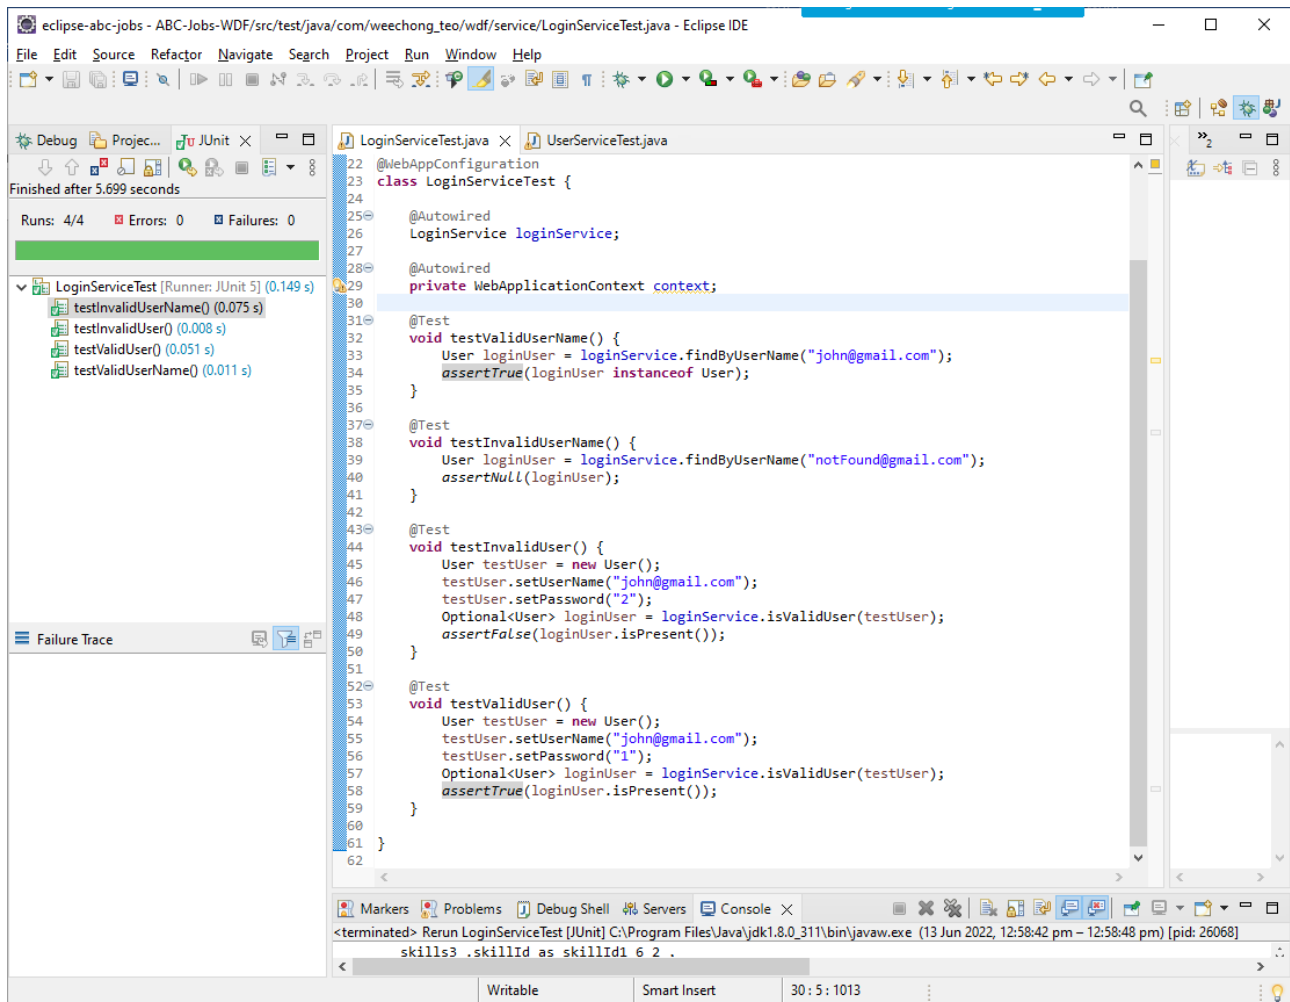 eclipse-abc-jobs - ABC-Jobs-WDF/src/test/java/com/weechong_teo/wdf/service/LoginServiceTest.java - Eclipse IDE
File Edit Source Refactor Navigate Search Project Run Window Help
Debug Projec... JUnit
Finished after 5.699 seconds
Runs: 4/4 Errors: 0 Failures: 0
LoginServiceTest [Runner: JUnit 5] (0.149 s)
testInvalidUserName() (0.075 s)
testInvalidUser() (0.008 s)
testValidUser() (0.051 s)
testValidUserName() (0.011 s)
Failure Trace
LoginServiceTest.java UserServiceTest.java
22 @WebAppConfiguration
23 class LoginServiceTest {
24
25 @Autowired
26 LoginService loginService;
27
28 @Autowired
29 private WebApplicationContext context;
30
31 @Test
32 void testValidUserName() {
33 User loginUser = loginService.findByUserName("john@gmail.com");
34 assertTrue(loginUser instanceof User);
35 }
36
37 @Test
38 void testInvalidUserName() {
39 User loginUser = loginService.findByUserName("notFound@gmail.com");
40 assertNull(loginUser);
41 }
42
43 @Test
44 void testInvalidUser() {
45 User testUser = new User();
46 testUser.setUserName("john@gmail.com");
47 testUser.setPassword("2");
48 Optional<User> loginUser = loginService.isValidUser(testUser);
49 assertFalse(loginUser.isPresent());
50 }
51
52 @Test
53 void testValidUser() {
54 User testUser = new User();
55 testUser.setUserName("john@gmail.com");
56 testUser.setPassword("1");
57 Optional<User> loginUser = loginService.isValidUser(testUser);
58 assertTrue(loginUser.isPresent());
59 }
60
61 }
62
»2
Markers Problems Debug Shell Servers Console
<terminated> Rerun LoginServiceTest [JUnit] C:\Program Files\Java\jdk1.8.0_311\bin\javaw.exe (13 Jun 2022, 12:58:42 pm – 12:58:48 pm) [pid: 26068]
skills3_.skillId as skillId1_6_2_,
Writable Smart Insert 30 : 5 : 1013